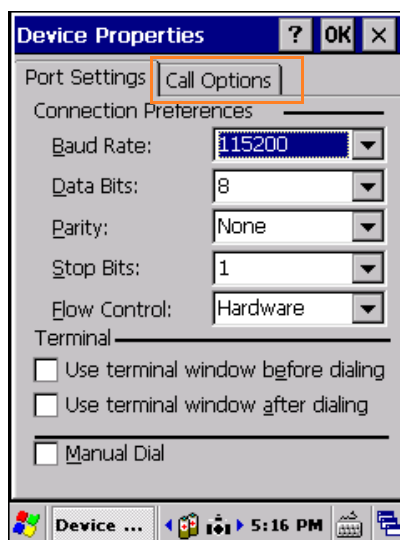 Device Properties ? OK ×
Port Settings Call Options
Connection Preferences
Baud Rate: 115200
Data Bits: 8
Parity: None
Stop Bits: 1
Flow Control: Hardware
Terminal
Use terminal window before dialing
Use terminal window after dialing
Manual Dial
Device ... 5:16 PM